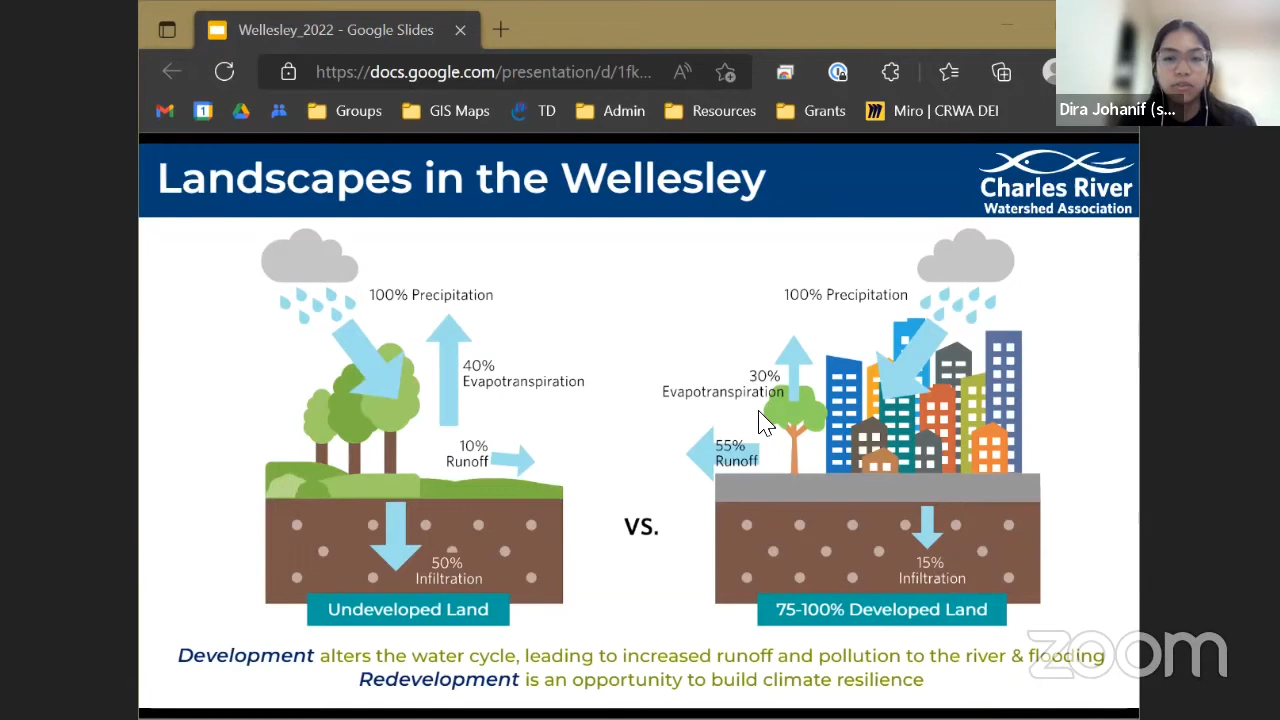 Wellesley_2022 - Google Slides
https://docs.google.com/presentation/d/1fk...
Groups
GIS Maps
TD
Admin
Resources
Grants
Miro | CRWA DEI
Dira Johanif (s...
Landscapes in the Wellesley
Charles River
Watershed Association
100% Precipitation
40%
Evapotranspiration
10%
Runoff
50%
Infiltration
Undeveloped Land
VS.
100% Precipitation
30%
Evapotranspiration
55%
Runoff
15%
Infiltration
75-100% Developed Land
Development alters the water cycle, leading to increased runoff and pollution to the river & flooding
Redevelopment is an opportunity to build climate resilience
zoom